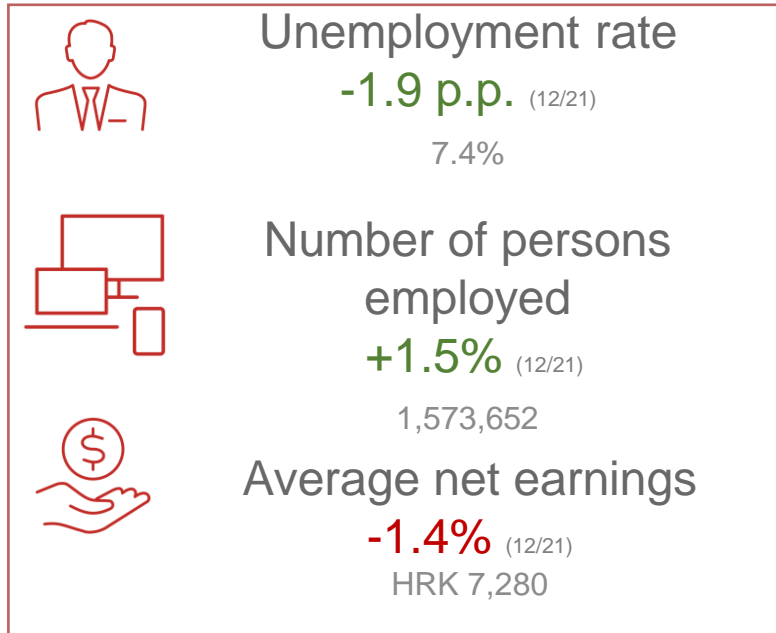 Unemployment rate
-1.9 p.p. (12/21)
7.4%
Number of persons
employed
+1.5% (12/21)
1,573,652
$
Average net earnings
-1.4% (12/21)
HRK 7,280